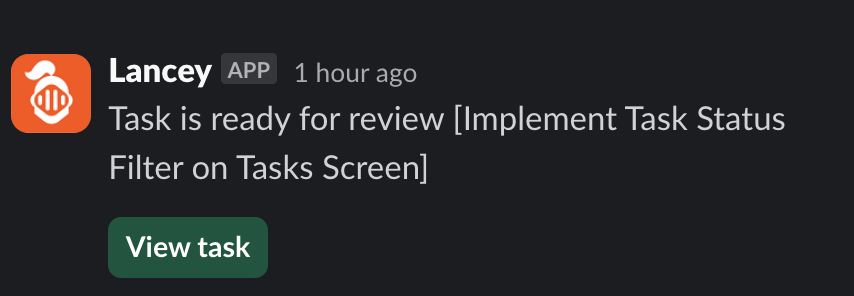 Lancey APP 1 hour ago
Task is ready for review [Implement Task Status
Filter on Tasks Screen]
View task